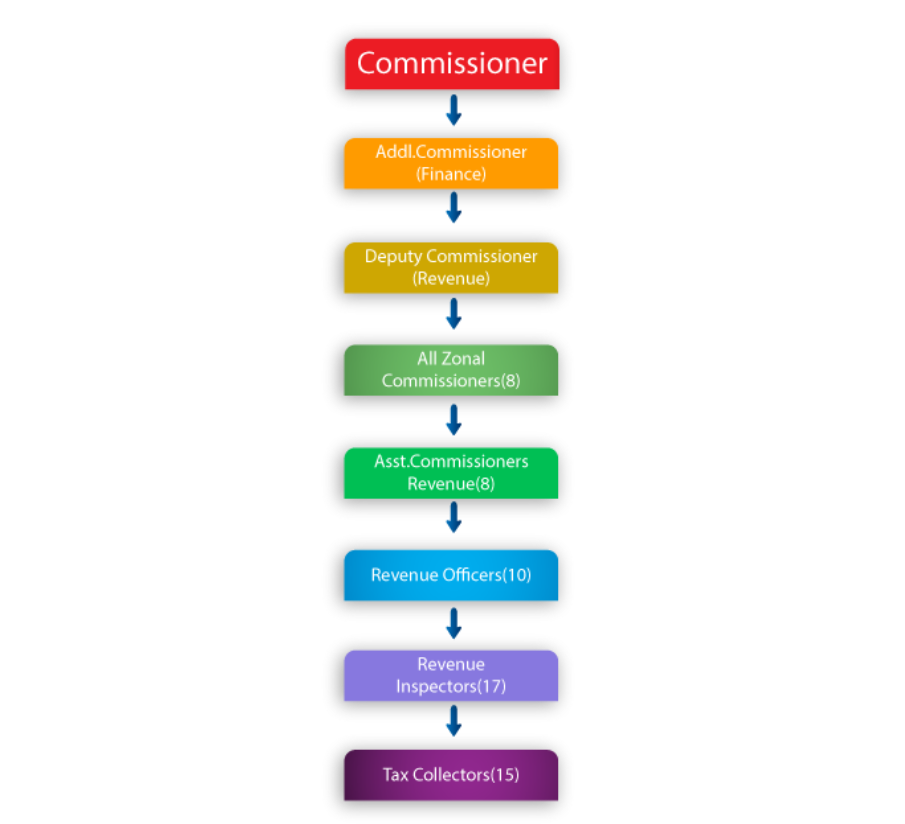 Commissioner
Addl.Commissioner
(Finance)
Deputy Commissioner
(Revenue)
All Zonal
Commissioners(8)
Asst.Commissioners
Revenue(8)
Revenue Officers(10)
Revenue
Inspectors(17)
Tax Collectors(15)